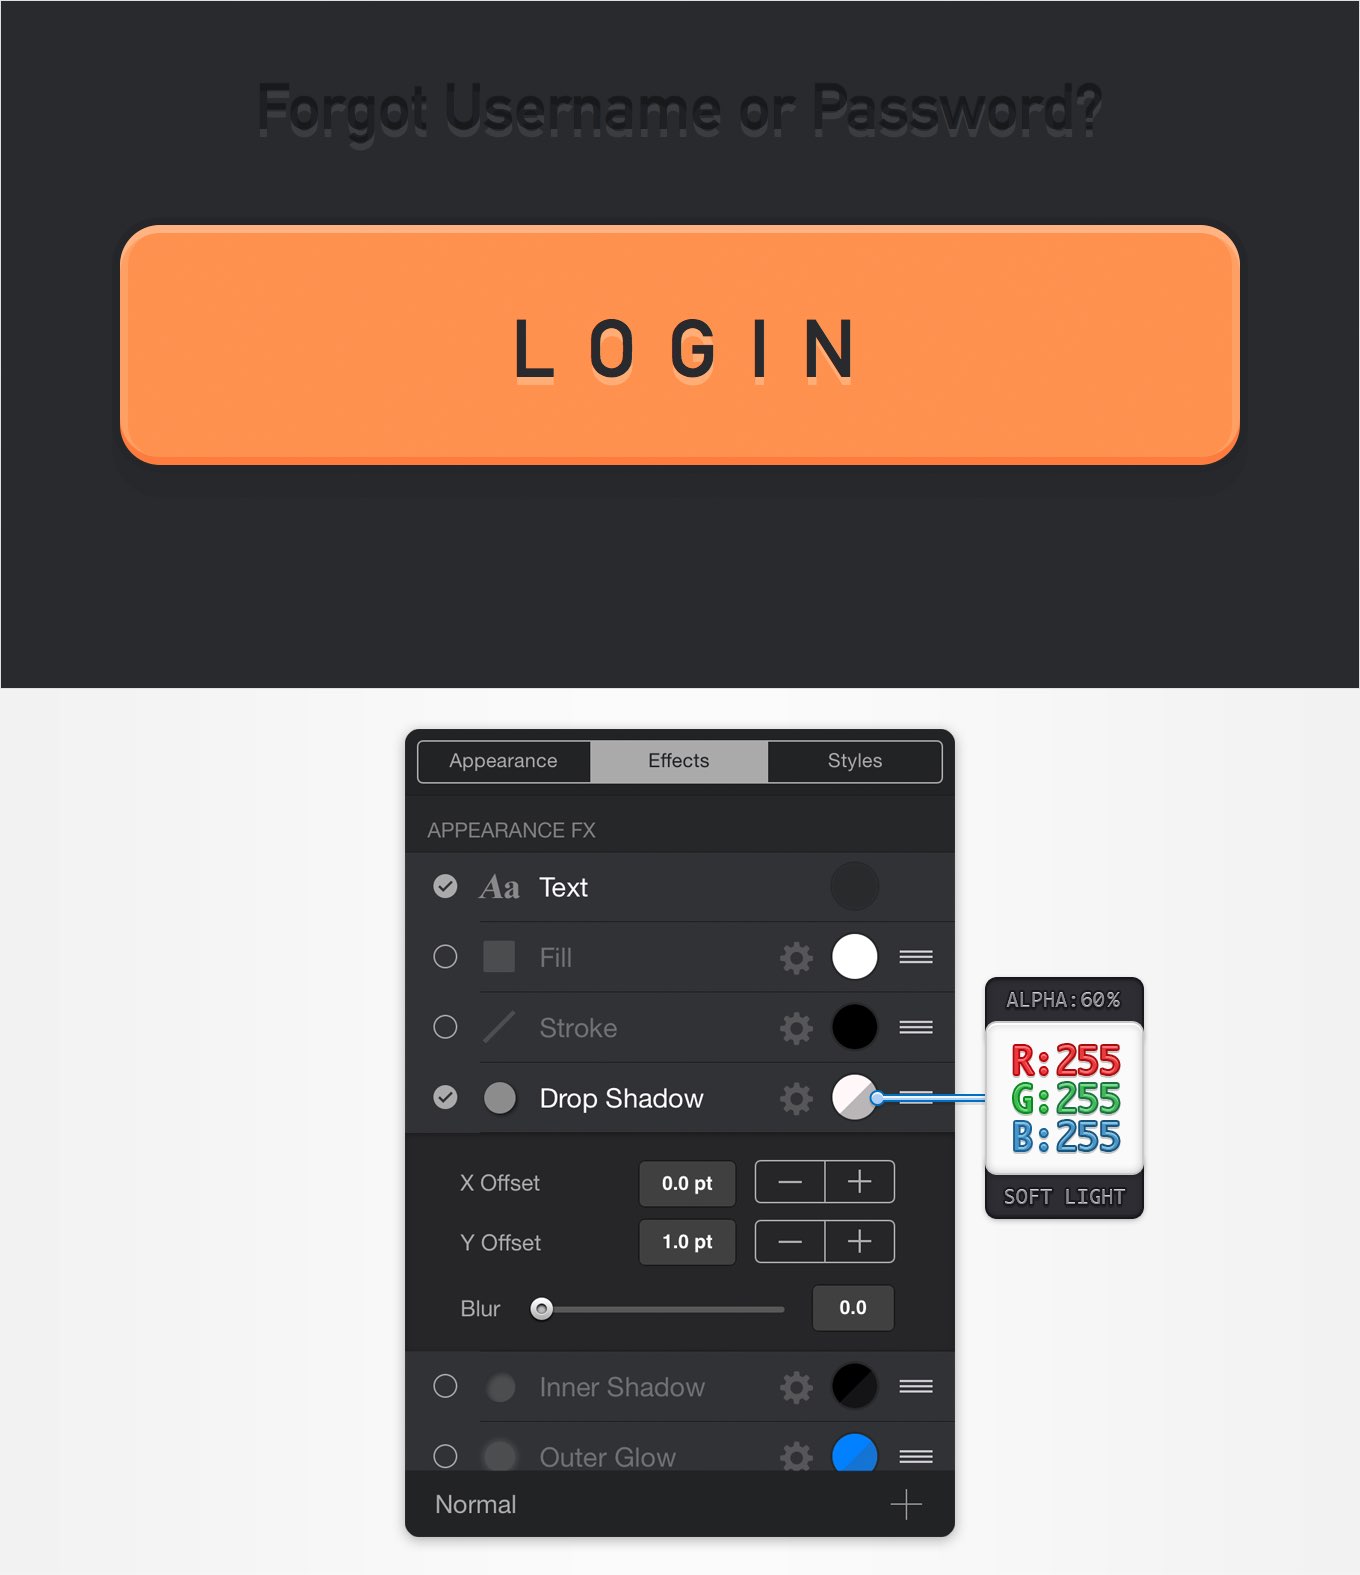 Forgot Username or Password?
LOGIN
Appearance Effects Styles
APPEARANCE FX
Aa Text
Fill
Stroke
Drop Shadow
ALPHA:60%
R:255
G:255
B:255
SOFT LIGHT
X Offset 0.0 pt
Y Offset 1.0 pt
Blur 0.0
Inner Shadow
Outer Glow
Normal